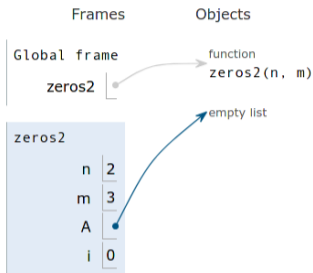 Frames Objects
Global frame
zeros2
function
zeros2(n, m)
empty list
zeros2
n 2
m 3
A
i 0